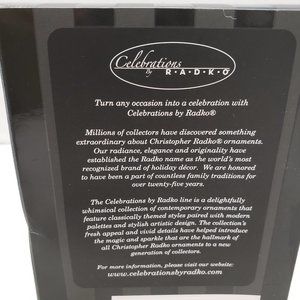 Celebrations
By RADKO
Turn any occasion into a celebration with
Celebrations by Radko®
Millions of collectors have discovered something
extraordinary about Christopher Radko® ornaments.
Our radiance, elegance and originality have
established the Radko name as the world's most
recognized brand of holiday décor. We are honored
to have been a part of countless family traditions for
over twenty-five years.
The Celebrations by Radko line is a delightfully
whimsical collection of contemporary ornaments that
feature classically themed styles paired with modern
palettes and stylish artistic design. The collection's
fresh appeal and vivid details have helped introduce
the magic and sparkle that are the hallmark of
all Christopher Radko ornaments to a new
generation of collectors.
For more information, please visit our website:
www.celebrationsbyradko.com